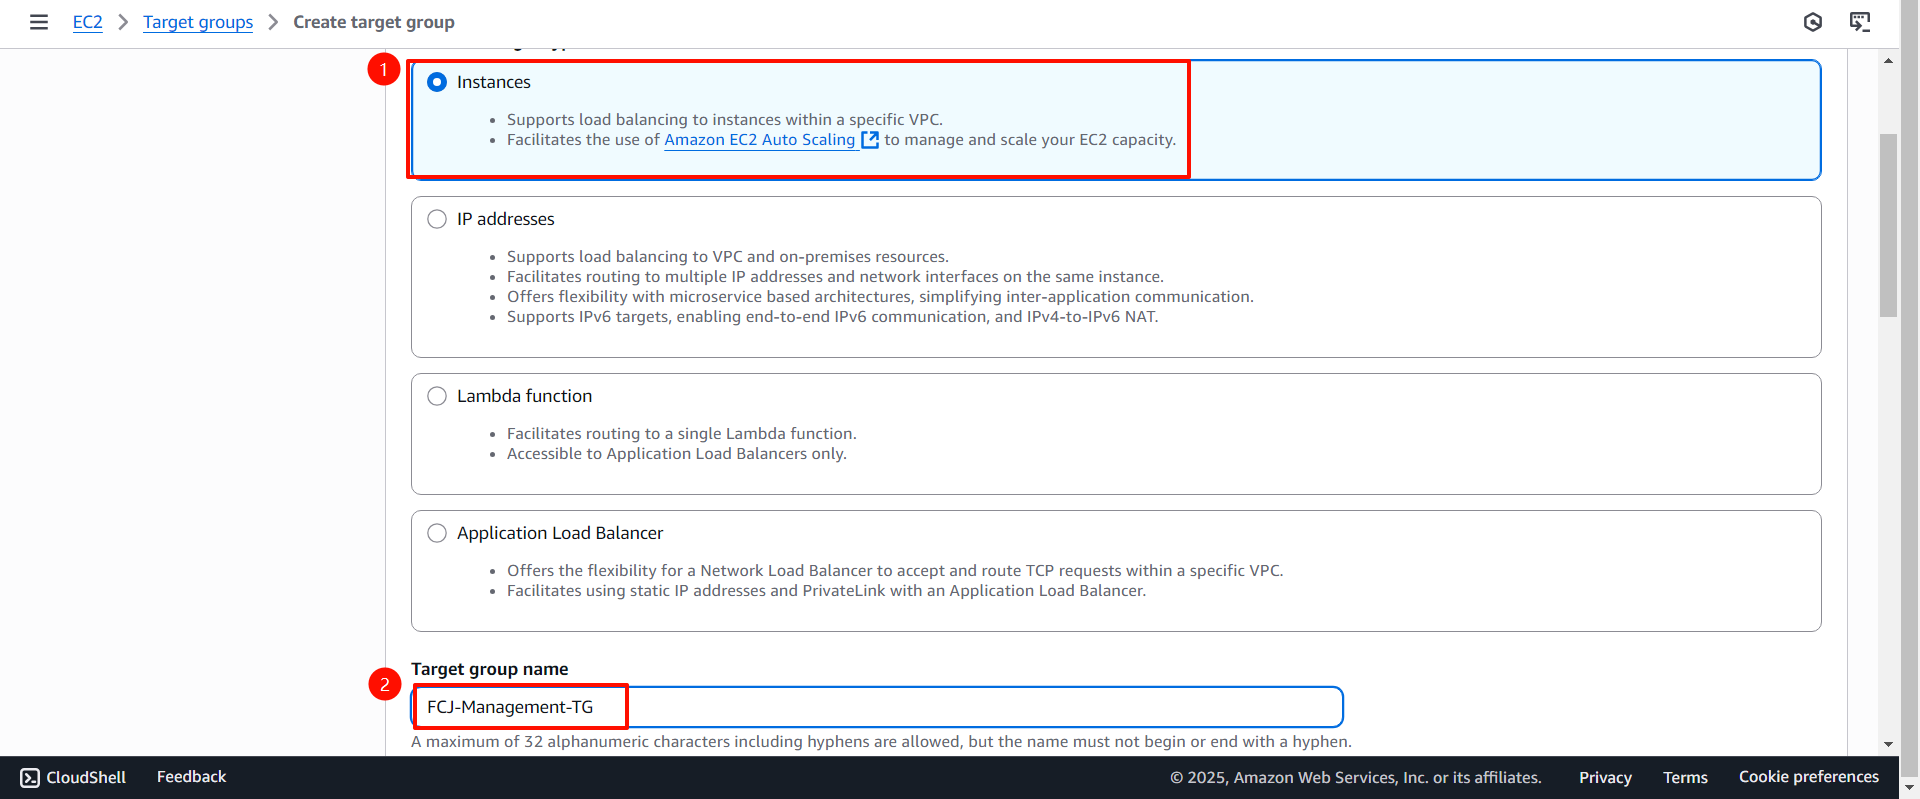 EC2 > Target groups > Create target group
1
Instances
• Supports load balancing to instances within a specific VPC.
• Facilitates the use of Amazon EC2 Auto Scaling to manage and scale your EC2 capacity.
IP addresses
• Supports load balancing to VPC and on-premises resources.
• Facilitates routing to multiple IP addresses and network interfaces on the same instance.
• Offers flexibility with microservice based architectures, simplifying inter-application communication.
• Supports IPv6 targets, enabling end-to-end IPv6 communication, and IPv4-to-IPv6 NAT.
Lambda function
• Facilitates routing to a single Lambda function.
• Accessible to Application Load Balancers only.
Application Load Balancer
• Offers the flexibility for a Network Load Balancer to accept and route TCP requests within a specific VPC.
• Facilitates using static IP addresses and PrivateLink with an Application Load Balancer.
Target group name
2
FCJ-Management-TG
A maximum of 32 alphanumeric characters including hyphens are allowed, but the name must not begin or end with a hyphen.
CloudShell Feedback © 2025, Amazon Web Services, Inc. or its affiliates. Privacy Terms Cookie preferences